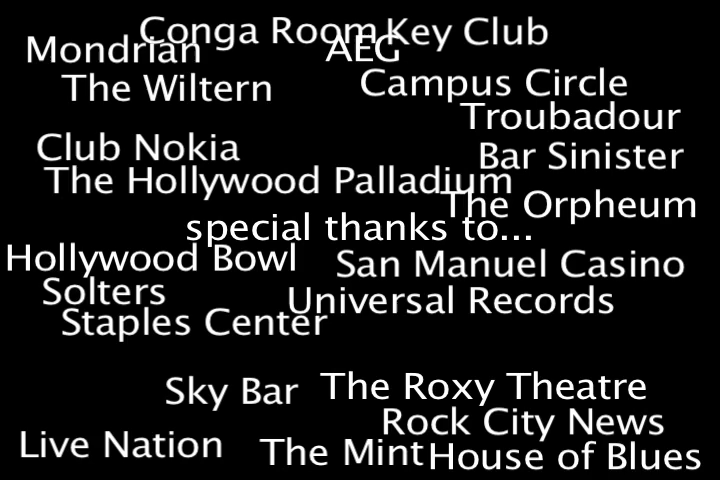 Conga Room
Key Club
Mondrian
AEG
The Wiltern
Campus Circle
Troubadour
Club Nokia
Bar Sinister
The Hollywood Palladium
The Orpheum
special thanks to...
Hollywood Bowl
San Manuel Casino
Solters
Universal Records
Staples Center
Sky Bar
The Roxy Theatre
Rock City News
Live Nation
The Mint
House of Blues